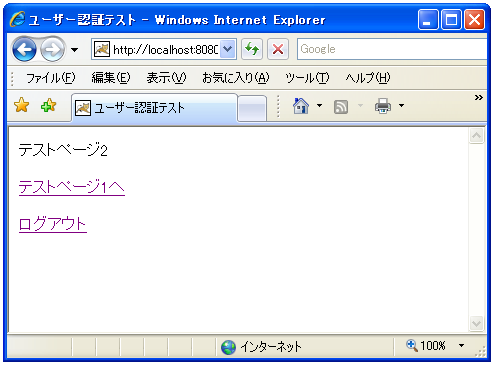 ユーザー認証テスト - Windows Internet Explorer
http://localhost:8080
Google
ファイル(F) 編集(E) 表示(V) お気に入り(A) ツール(T) ヘルプ(H)
ユーザー認証テスト
テストページ2
テストページ1へ
ログアウト
インターネット 100%